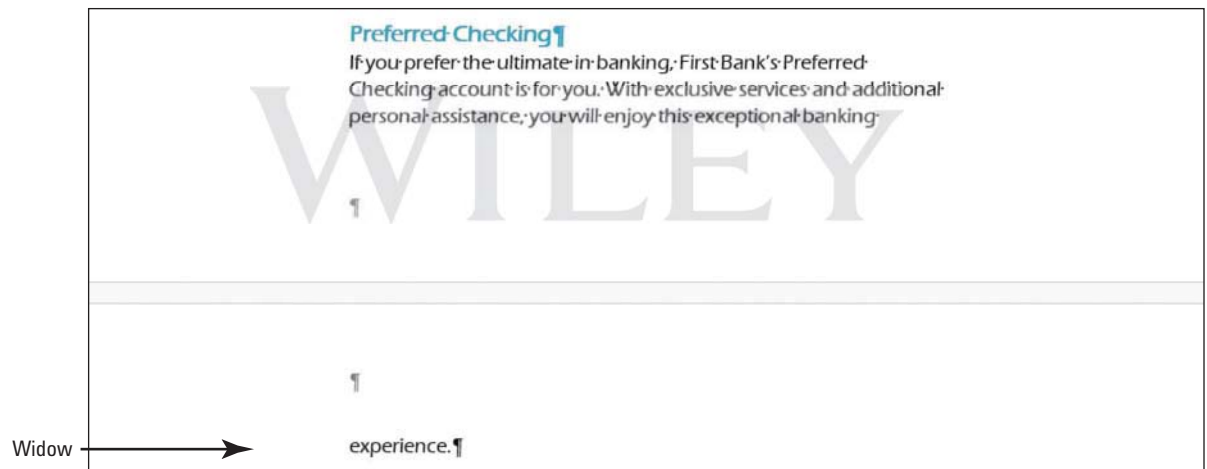 Preferred·Checking¶
If·you·prefer·the·ultimate·in·banking,·First·Bank's·Preferred·
Checking·account·is·for·you.·With·exclusive·services·and·additional·
personal·assistance,·you·will·enjoy·this·exceptional·banking·
WILEY
¶
¶
Widow
experience.¶